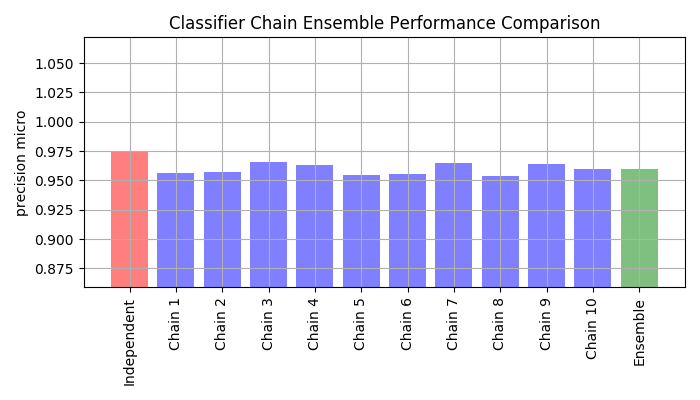 Classifier Chain Ensemble Performance Comparison
precision micro
1.050
1.025
1.000
0.975
0.950
0.925
0.900
0.875
Independent
Chain 1
Chain 2
Chain 3
Chain 4
Chain 5
Chain 6
Chain 7
Chain 8
Chain 9
Chain 10
Ensemble